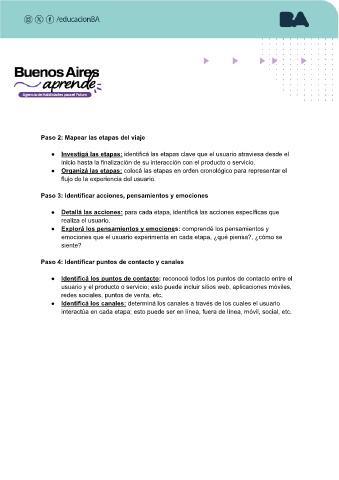 /educacionBA
BA
Buenos Aires
aprende
Agencia de Habilidades para el Futuro
Paso 2: Mapear las etapas del viaje
● Investigá las etapas: identificá las etapas clave que el usuario atraviesa desde el
inicio hasta la finalización de su interacción con el producto o servicio.
● Organizá las etapas: colocá las etapas en orden cronológico para representar el
flujo de la experiencia del usuario.
Paso 3: Identificar acciones, pensamientos y emociones
● Detallá las acciones: para cada etapa, identificá las acciones específicas que
realiza el usuario.
● Explorá los pensamientos y emociones: comprendé los pensamientos y
emociones que el usuario experimenta en cada etapa, ¿qué piensa?, ¿cómo se
siente?
Paso 4: Identificar puntos de contacto y canales
● Identificá los puntos de contacto: reconocé todos los puntos de contacto entre el
usuario y el producto o servicio; esto puede incluir sitios web, aplicaciones móviles,
redes sociales, puntos de venta, etc.
● Identificá los canales: determiná los canales a través de los cuales el usuario
interactúa en cada etapa; esto puede ser en línea, fuera de línea, móvil, social, etc.